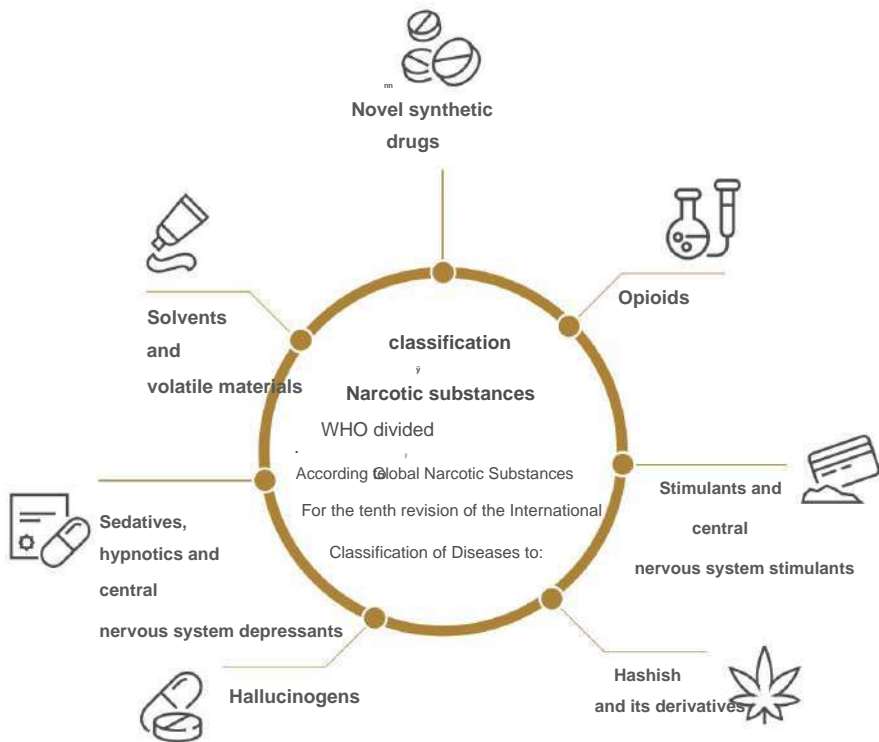 nn
Novel synthetic
drugs
Opioids
Solvents
and
volatile materials
classification
ÿ
Narcotic substances
WHO divided
According to Global Narcotic Substances
For the tenth revision of the International
Classification of Diseases to:
Stimulants and
central
nervous system stimulants
Sedatives,
hypnotics and
central
nervous system depressants
Hallucinogens
Hashish
and its derivatives